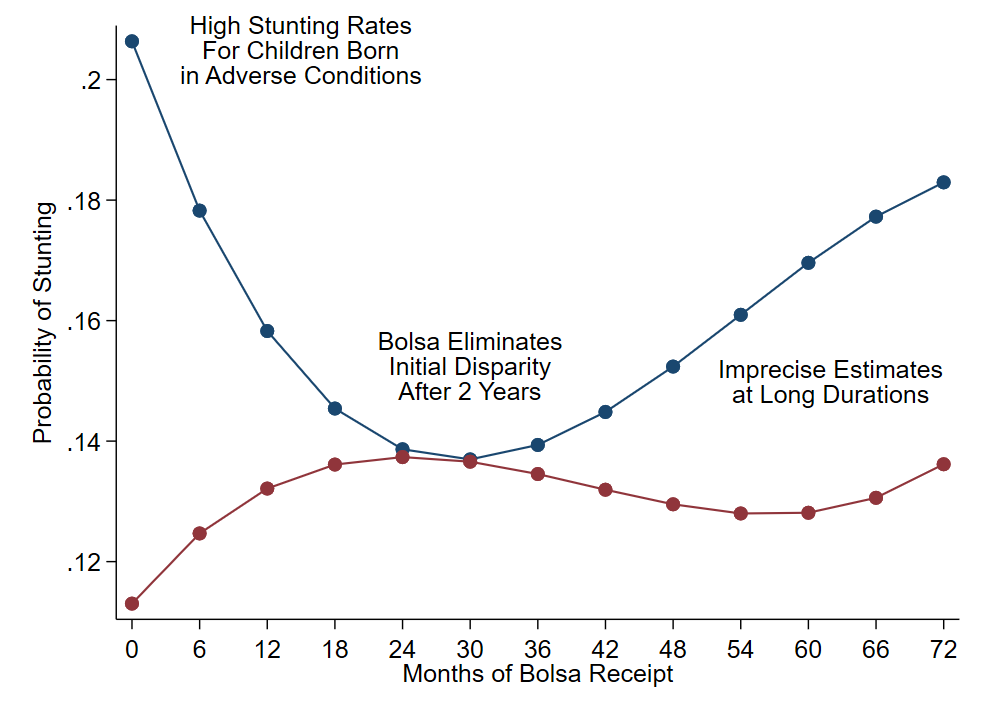 High Stunting Rates
For Children Born
in Adverse Conditions
Bolsa Eliminates
Initial Disparity
After 2 Years
Imprecise Estimates
at Long Durations
Probability of Stunting
.2
.18
.16
.14
.12
0 6 12 18 24 30 36 42 48 54 60 66 72
Months of Bolsa Receipt